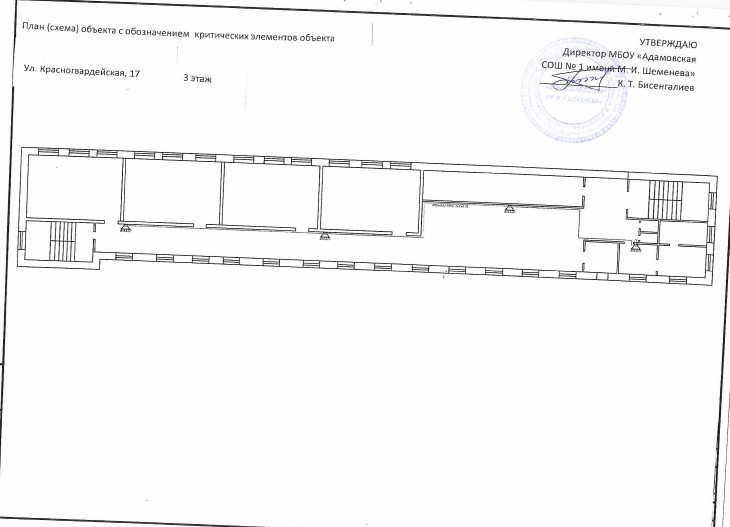 План (схема) объекта с обозначением критических элементов объекта
УТВЕРЖДАЮ
Директор МБОУ «Адамовская
СОШ № 1 имени М. И. Шеменева»
К. Т. Бисенгалиев
Ул. Красногвардейская, 17
3 этаж